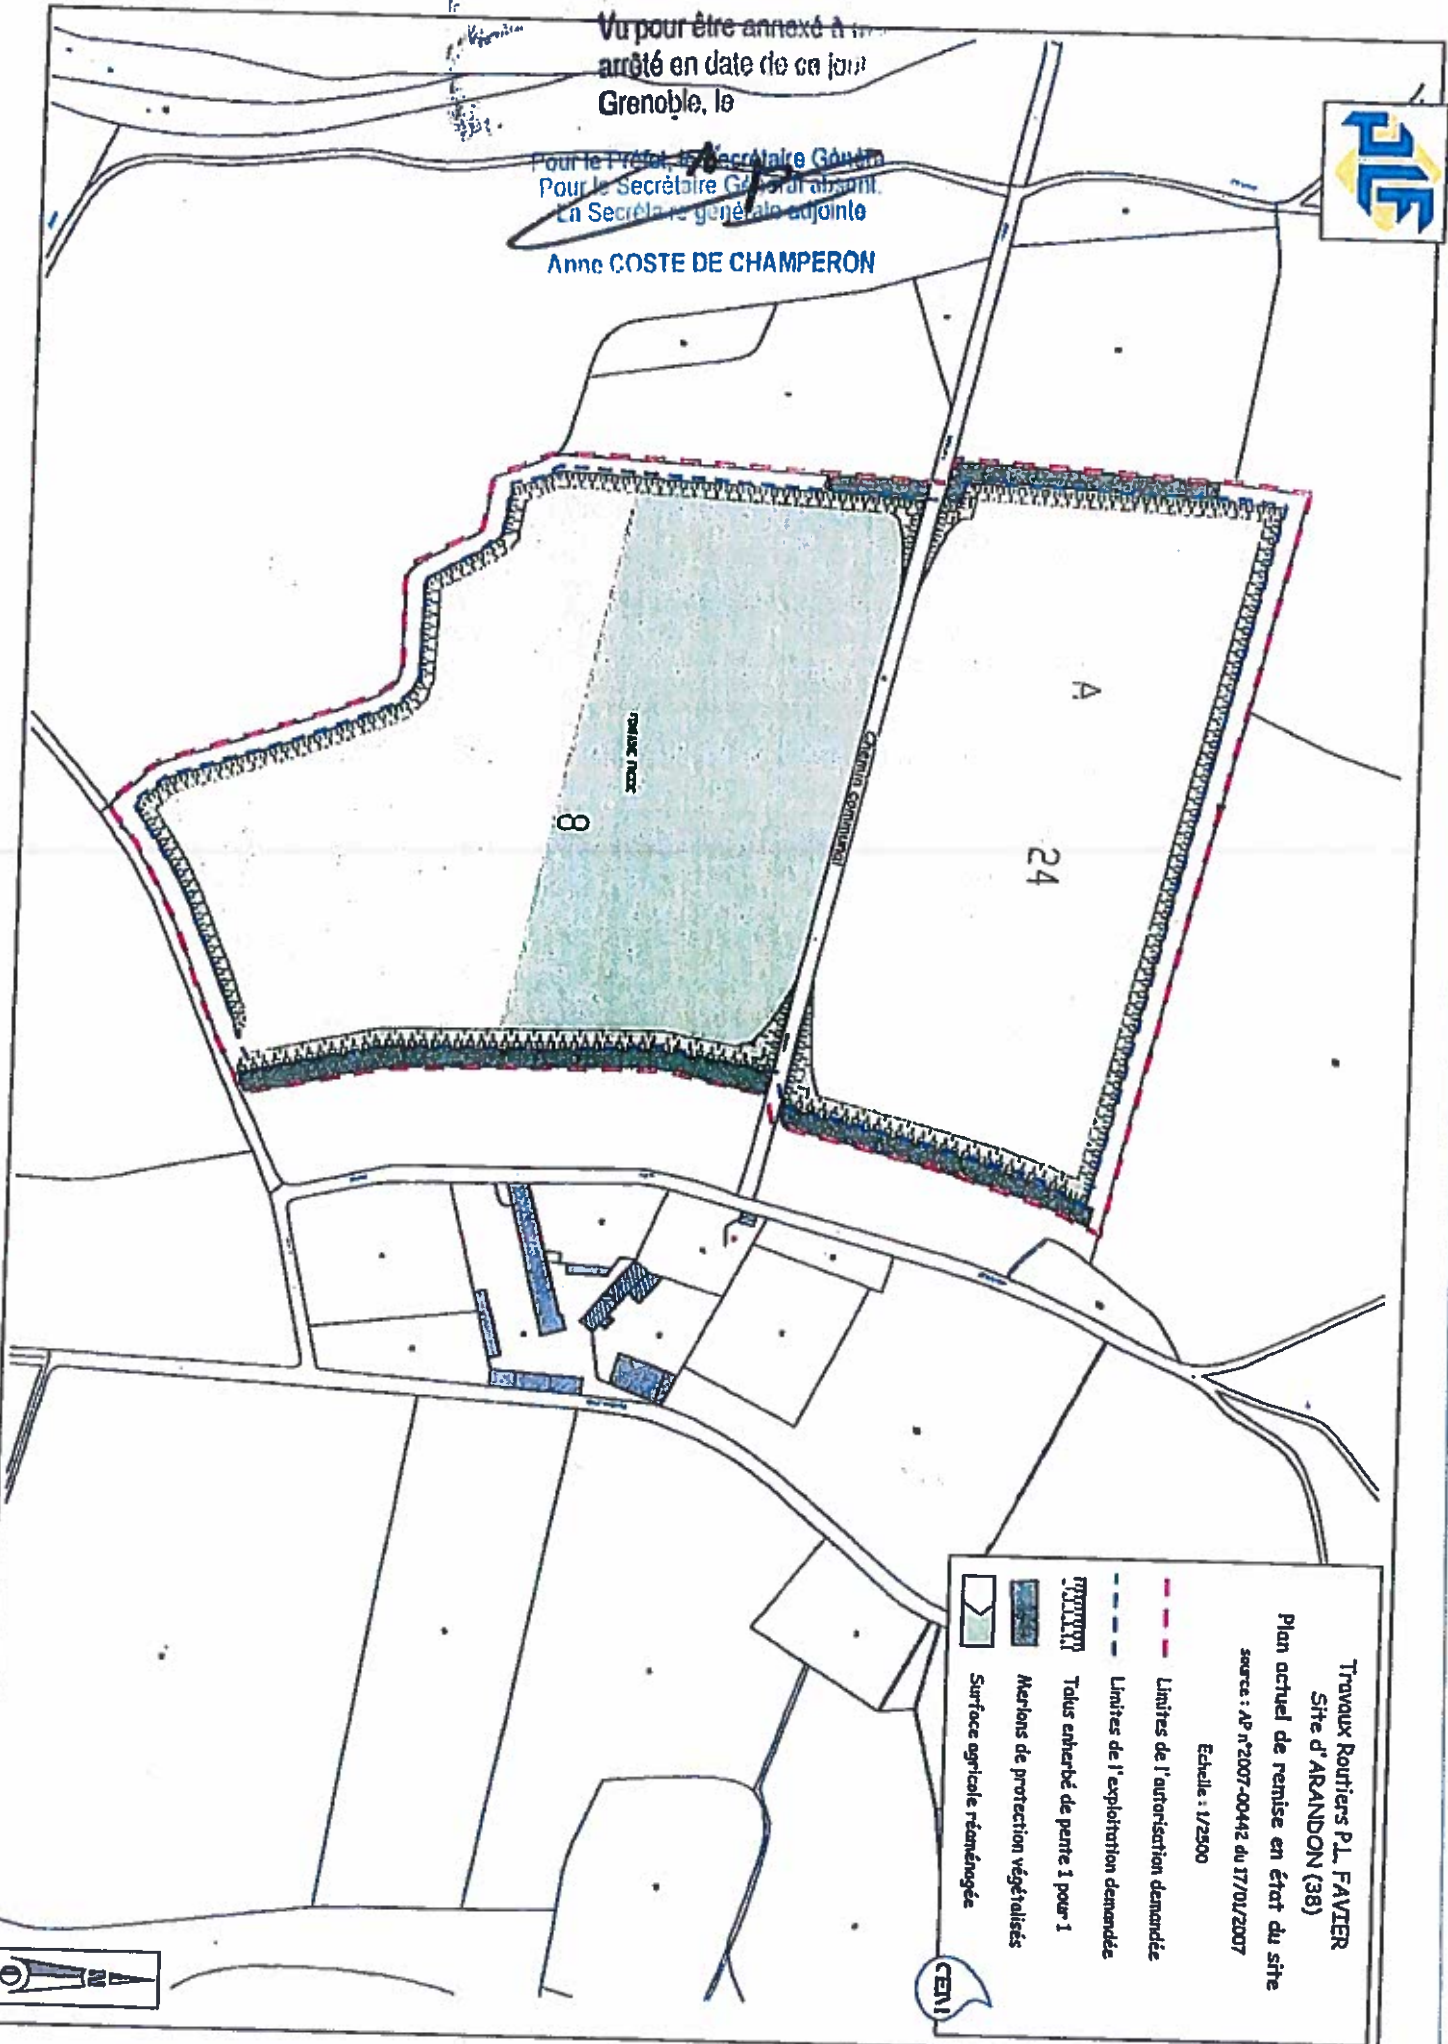 Vu pour être annexé à
arrêté en date de ce jour
Grenoble, le
Pour le Préfet, le Secrétaire Généra
Pour le Secrétaire Général absent.
La Secrétaire générale adjointe
Anne COSTE DE CHAMPERON
A
24
Chemin communal
8
Travaux Routiers P.L. FAVIER
Site d'ARANDON (38)
Plan actuel de remise en état du site
source : AP n°2007-00442 du 17/01/2007
Echelle : 1/2500
Limites de l'autorisation demandée
Limites de l'exploitation demandée
Talus enherbé de pente 1 pour 1
Merlons de protection végétalisés
Surface agricole réaménagée
N